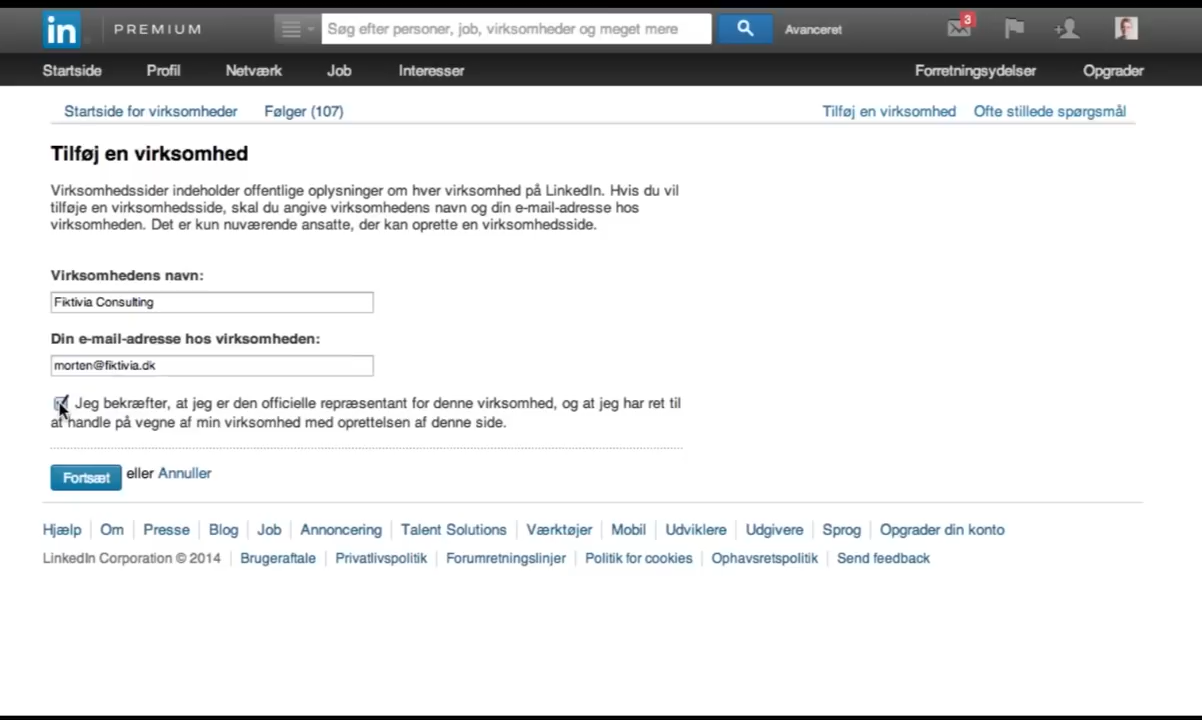 in PREMIUM Søg efter personer, job, virksomheder og meget mere Avanceret 3
Startside Profil Netværk Job Interesser Forretningsydelser Opgrader
Startside for virksomheder Følger (107) Tilføj en virksomhed Ofte stillede spørgsmål
Tilføj en virksomhed
Virksomhedssider indeholder offentlige oplysninger om hver virksomhed på LinkedIn. Hvis du vil
tilføje en virksomhedsside, skal du angive virksomhedens navn og din e-mail-adresse hos
virksomheden. Det er kun nuværende ansatte, der kan oprette en virksomhedsside.
Virksomhedens navn:
Fiktivia Consulting
Din e-mail-adresse hos virksomheden:
morten@fiktivia.dk
Jeg bekræfter, at jeg er den officielle repræsentant for denne virksomhed, og at jeg har ret til
at handle på vegne af min virksomhed med oprettelsen af denne side.
Fortsæt eller Annuller
Hjælp Om Presse Blog Job Annoncering Talent Solutions Værktøjer Mobil Udviklere Udgivere Sprog Opgrader din konto
LinkedIn Corporation © 2014 Brugeraftale Privatlivspolitik Forumretningslinjer Politik for cookies Ophavsretspolitik Send feedback